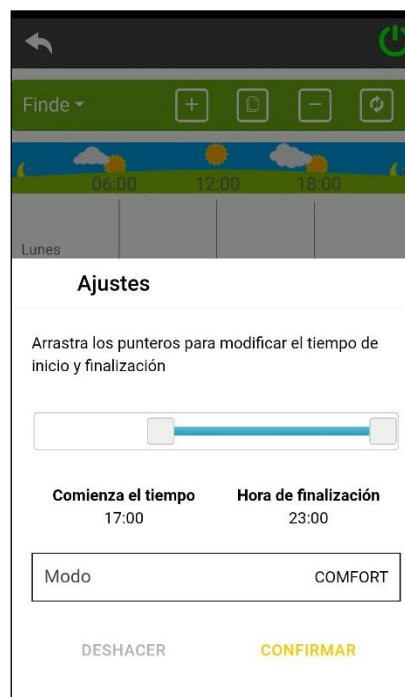 Finde
06:00 12:00 18:00
Lunes
Ajustes
Arrastra los punteros para modificar el tiempo de
inicio y finalización
Comienza el tiempo Hora de finalización
17:00 23:00
Modo COMFORT
DESHACER CONFIRMAR